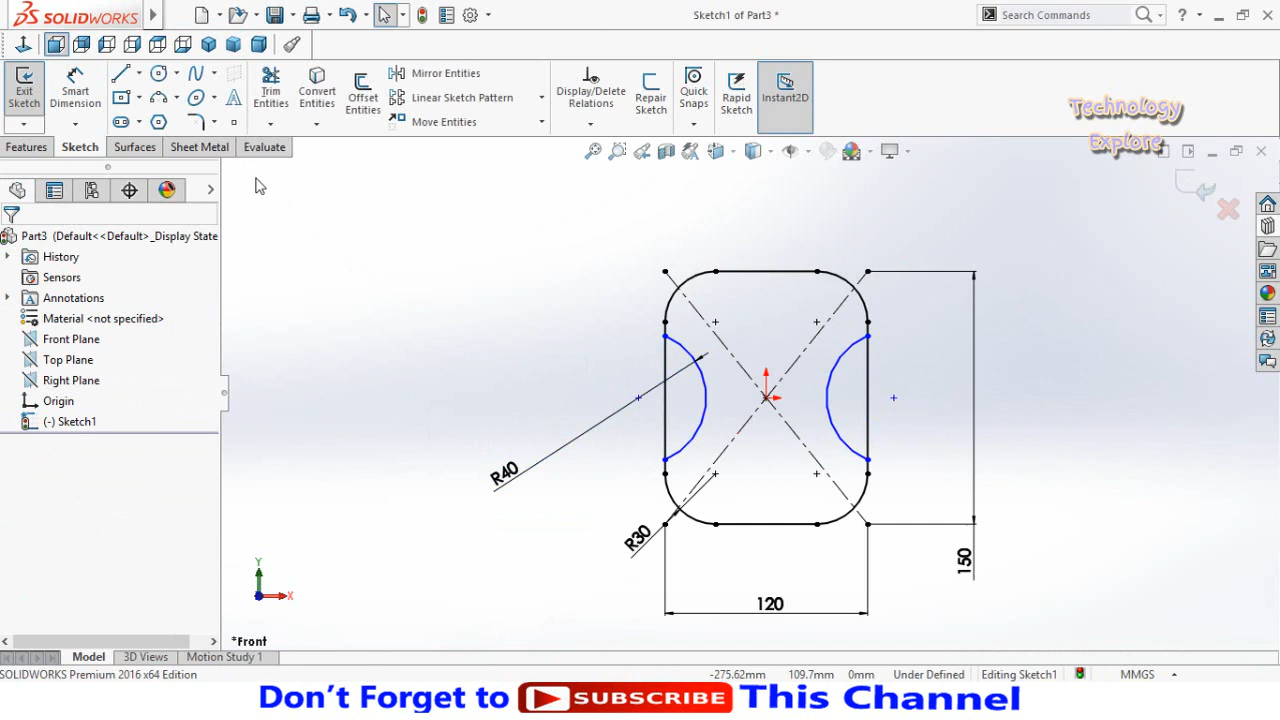 SOLIDWORKS
Sketch1 of Part3 *
Search Commands
?
Exit Sketch
Smart Dimension
Trim Entities
Convert Entities
Offset Entities
Mirror Entities
Linear Sketch Pattern
Move Entities
Display/Delete Relations
Repair Sketch
Quick Snaps
Rapid Sketch
Instant2D
Technology
Explore
Features
Sketch
Surfaces
Sheet Metal
Evaluate
Part3 (Default<<Default>_Display State
History
Sensors
Annotations
Material <not specified>
Front Plane
Top Plane
Right Plane
Origin
(-) Sketch1
R40
R30
150
120
Y
X
*Front
Model
3D Views
Motion Study 1
SOLIDWORKS Premium 2016 x64 Edition
-275.62mm
109.7mm
0mm
Under Defined
Editing Sketch1
MMGS
Don't Forget to SUBSCRIBE This Channel